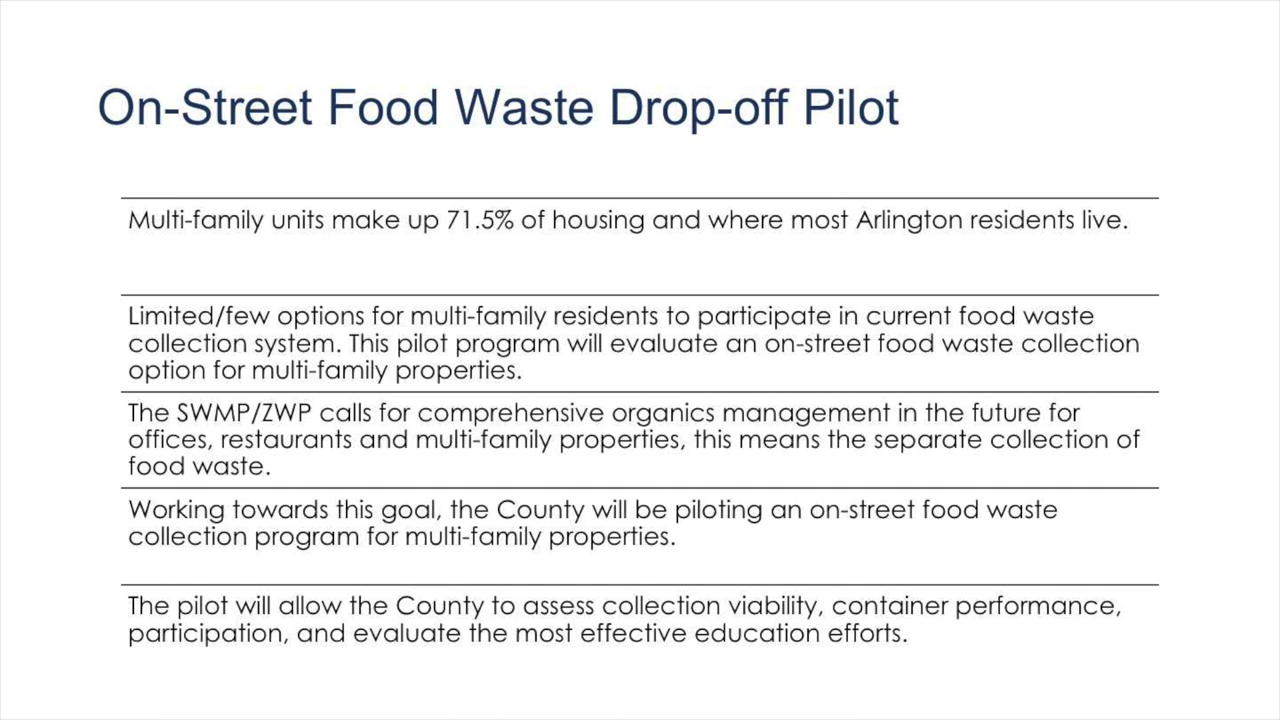 On-Street Food Waste Drop-off Pilot
Multi-family units make up 71.5% of housing and where most Arlington residents live.
Limited/few options for multi-family residents to participate in current food waste
collection system. This pilot program will evaluate an on-street food waste collection
option for multi-family properties.
The SWMP/ZWP calls for comprehensive organics management in the future for
offices, restaurants and multi-family properties, this means the separate collection of
food waste.
Working towards this goal, the County will be piloting an on-street food waste
collection program for multi-family properties.
The pilot will allow the County to assess collection viability, container performance,
participation, and evaluate the most effective education efforts.